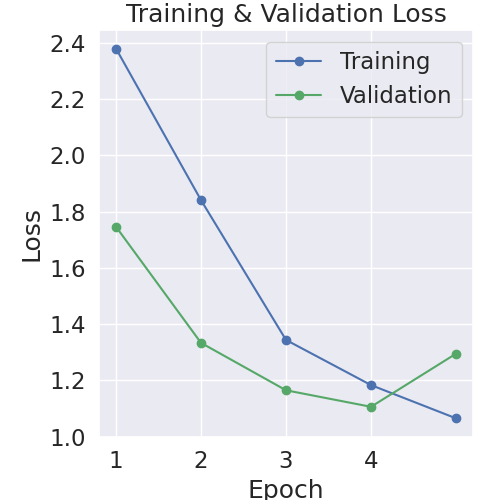 Training & Validation Loss
Training
Validation
2.4
2.2
2.0
1.8
1.6
1.4
1.2
1.0
Loss
1 2 3 4
Epoch